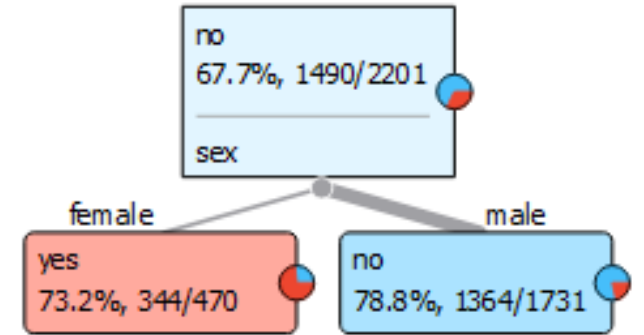 no
67.7%, 1490/2201
sex
female
male
yes
73.2%, 344/470
no
78.8%, 1364/1731